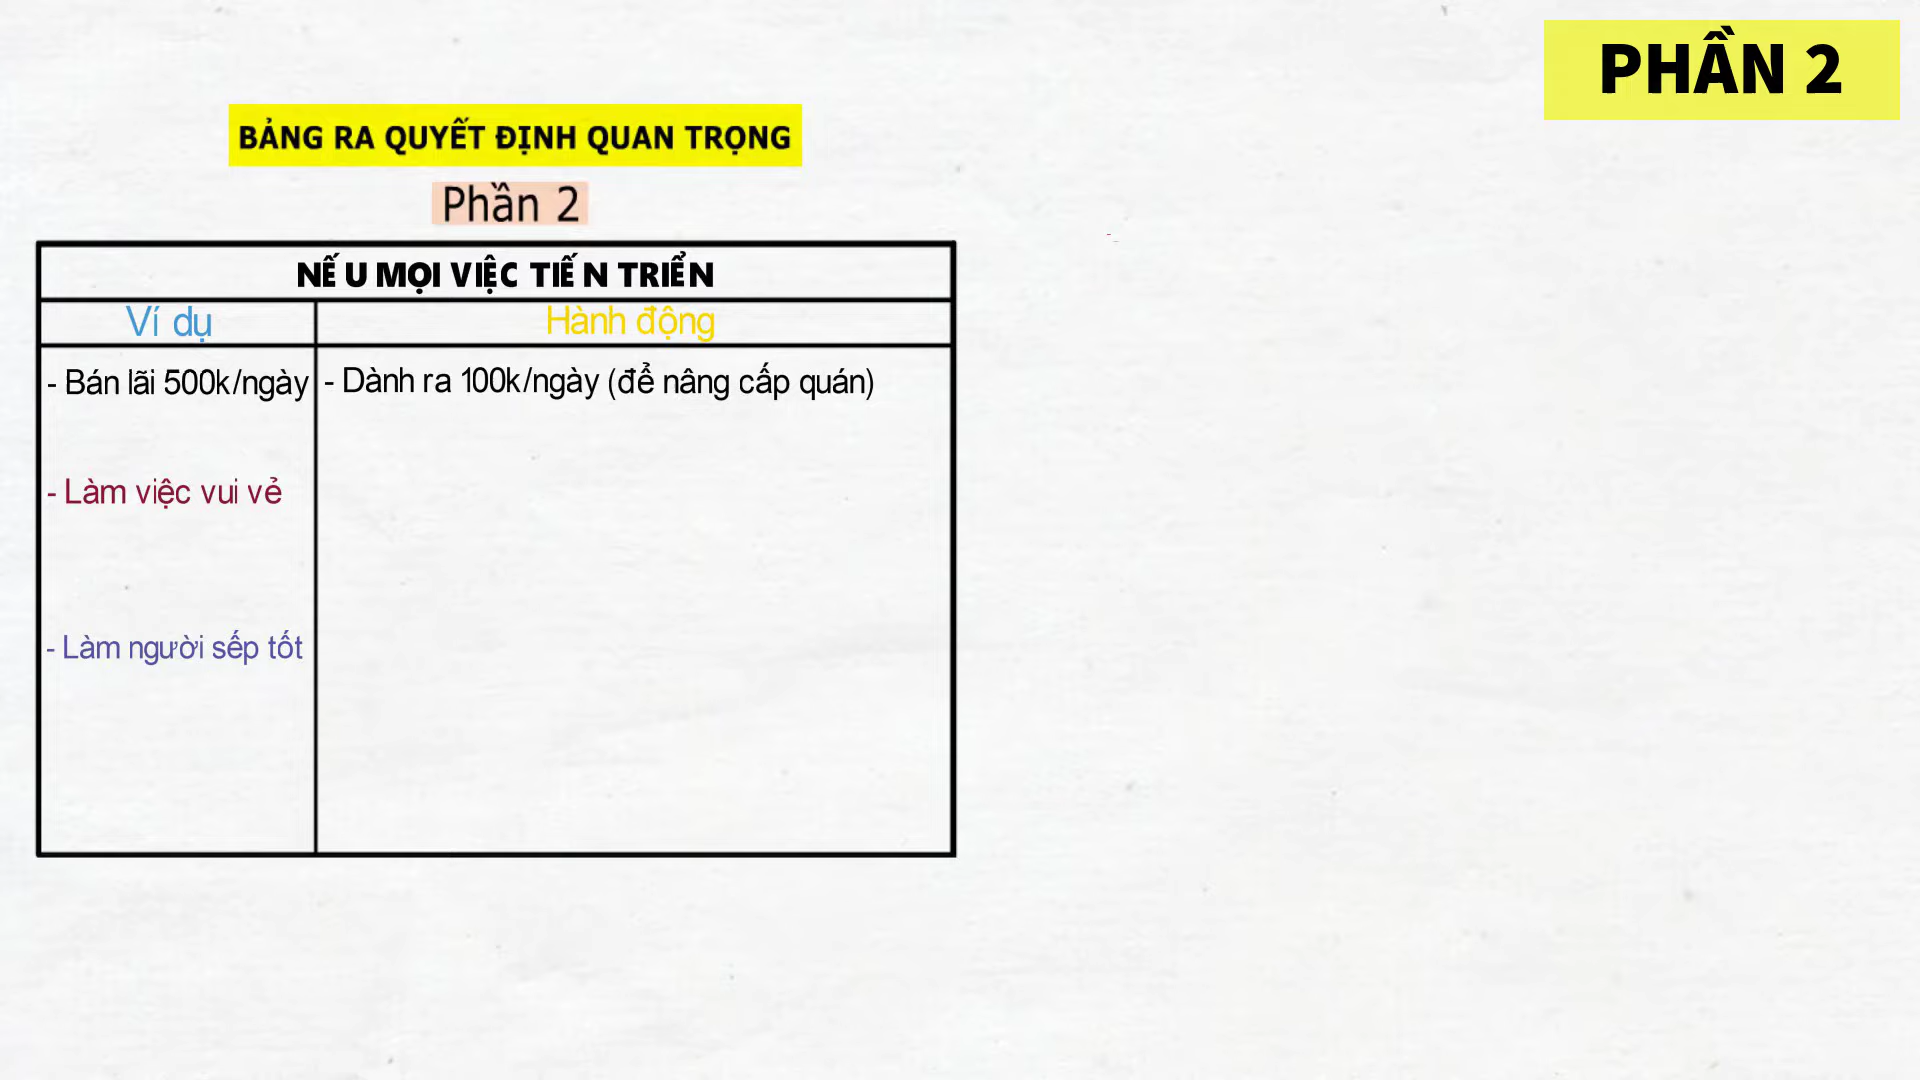 PHẦN 2
BẢNG RA QUYẾT ĐỊNH QUAN TRỌNG
Phần 2
NẾU MỌI VIỆC TIẾN TRIỂN
Ví dụ
Hành động
- Bán lãi 500k/ngày
- Dành ra 100k/ngày (để nâng cấp quán)
- Làm việc vui vẻ
- Làm người sếp tốt